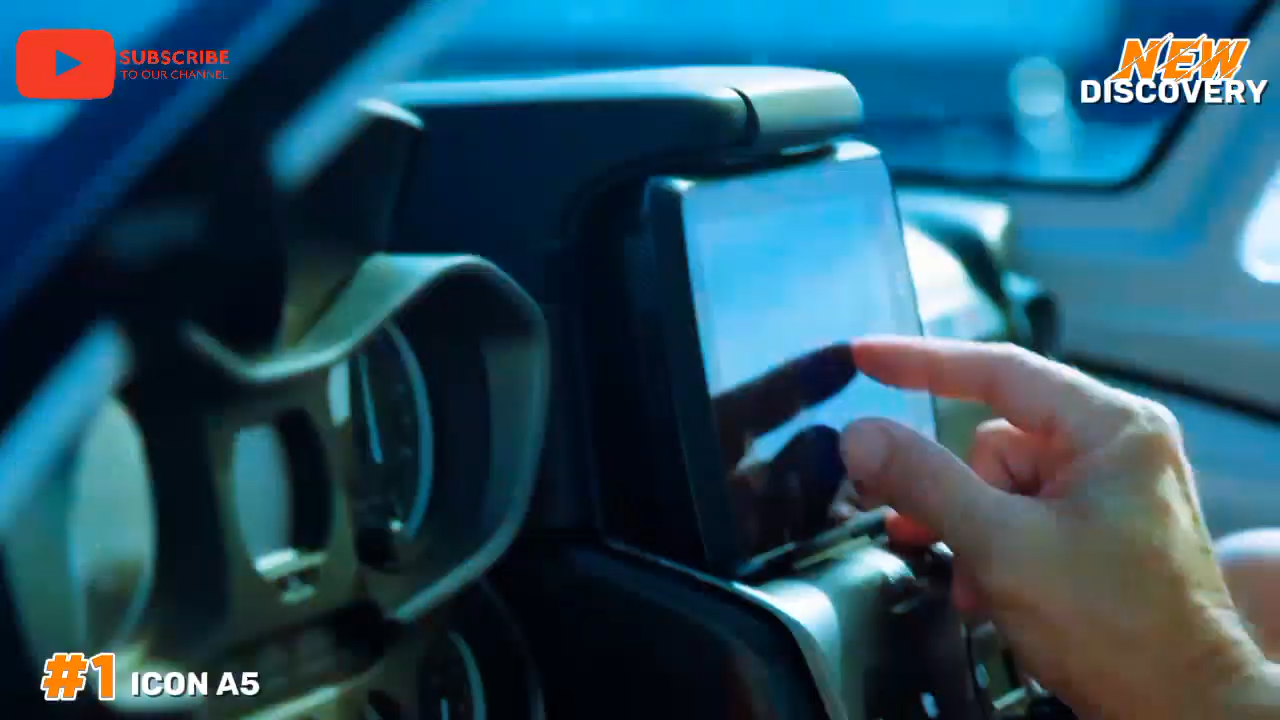 SUBSCRIBE
TO OUR CHANNEL
NEW
DISCOVERY
#1 ICON A5